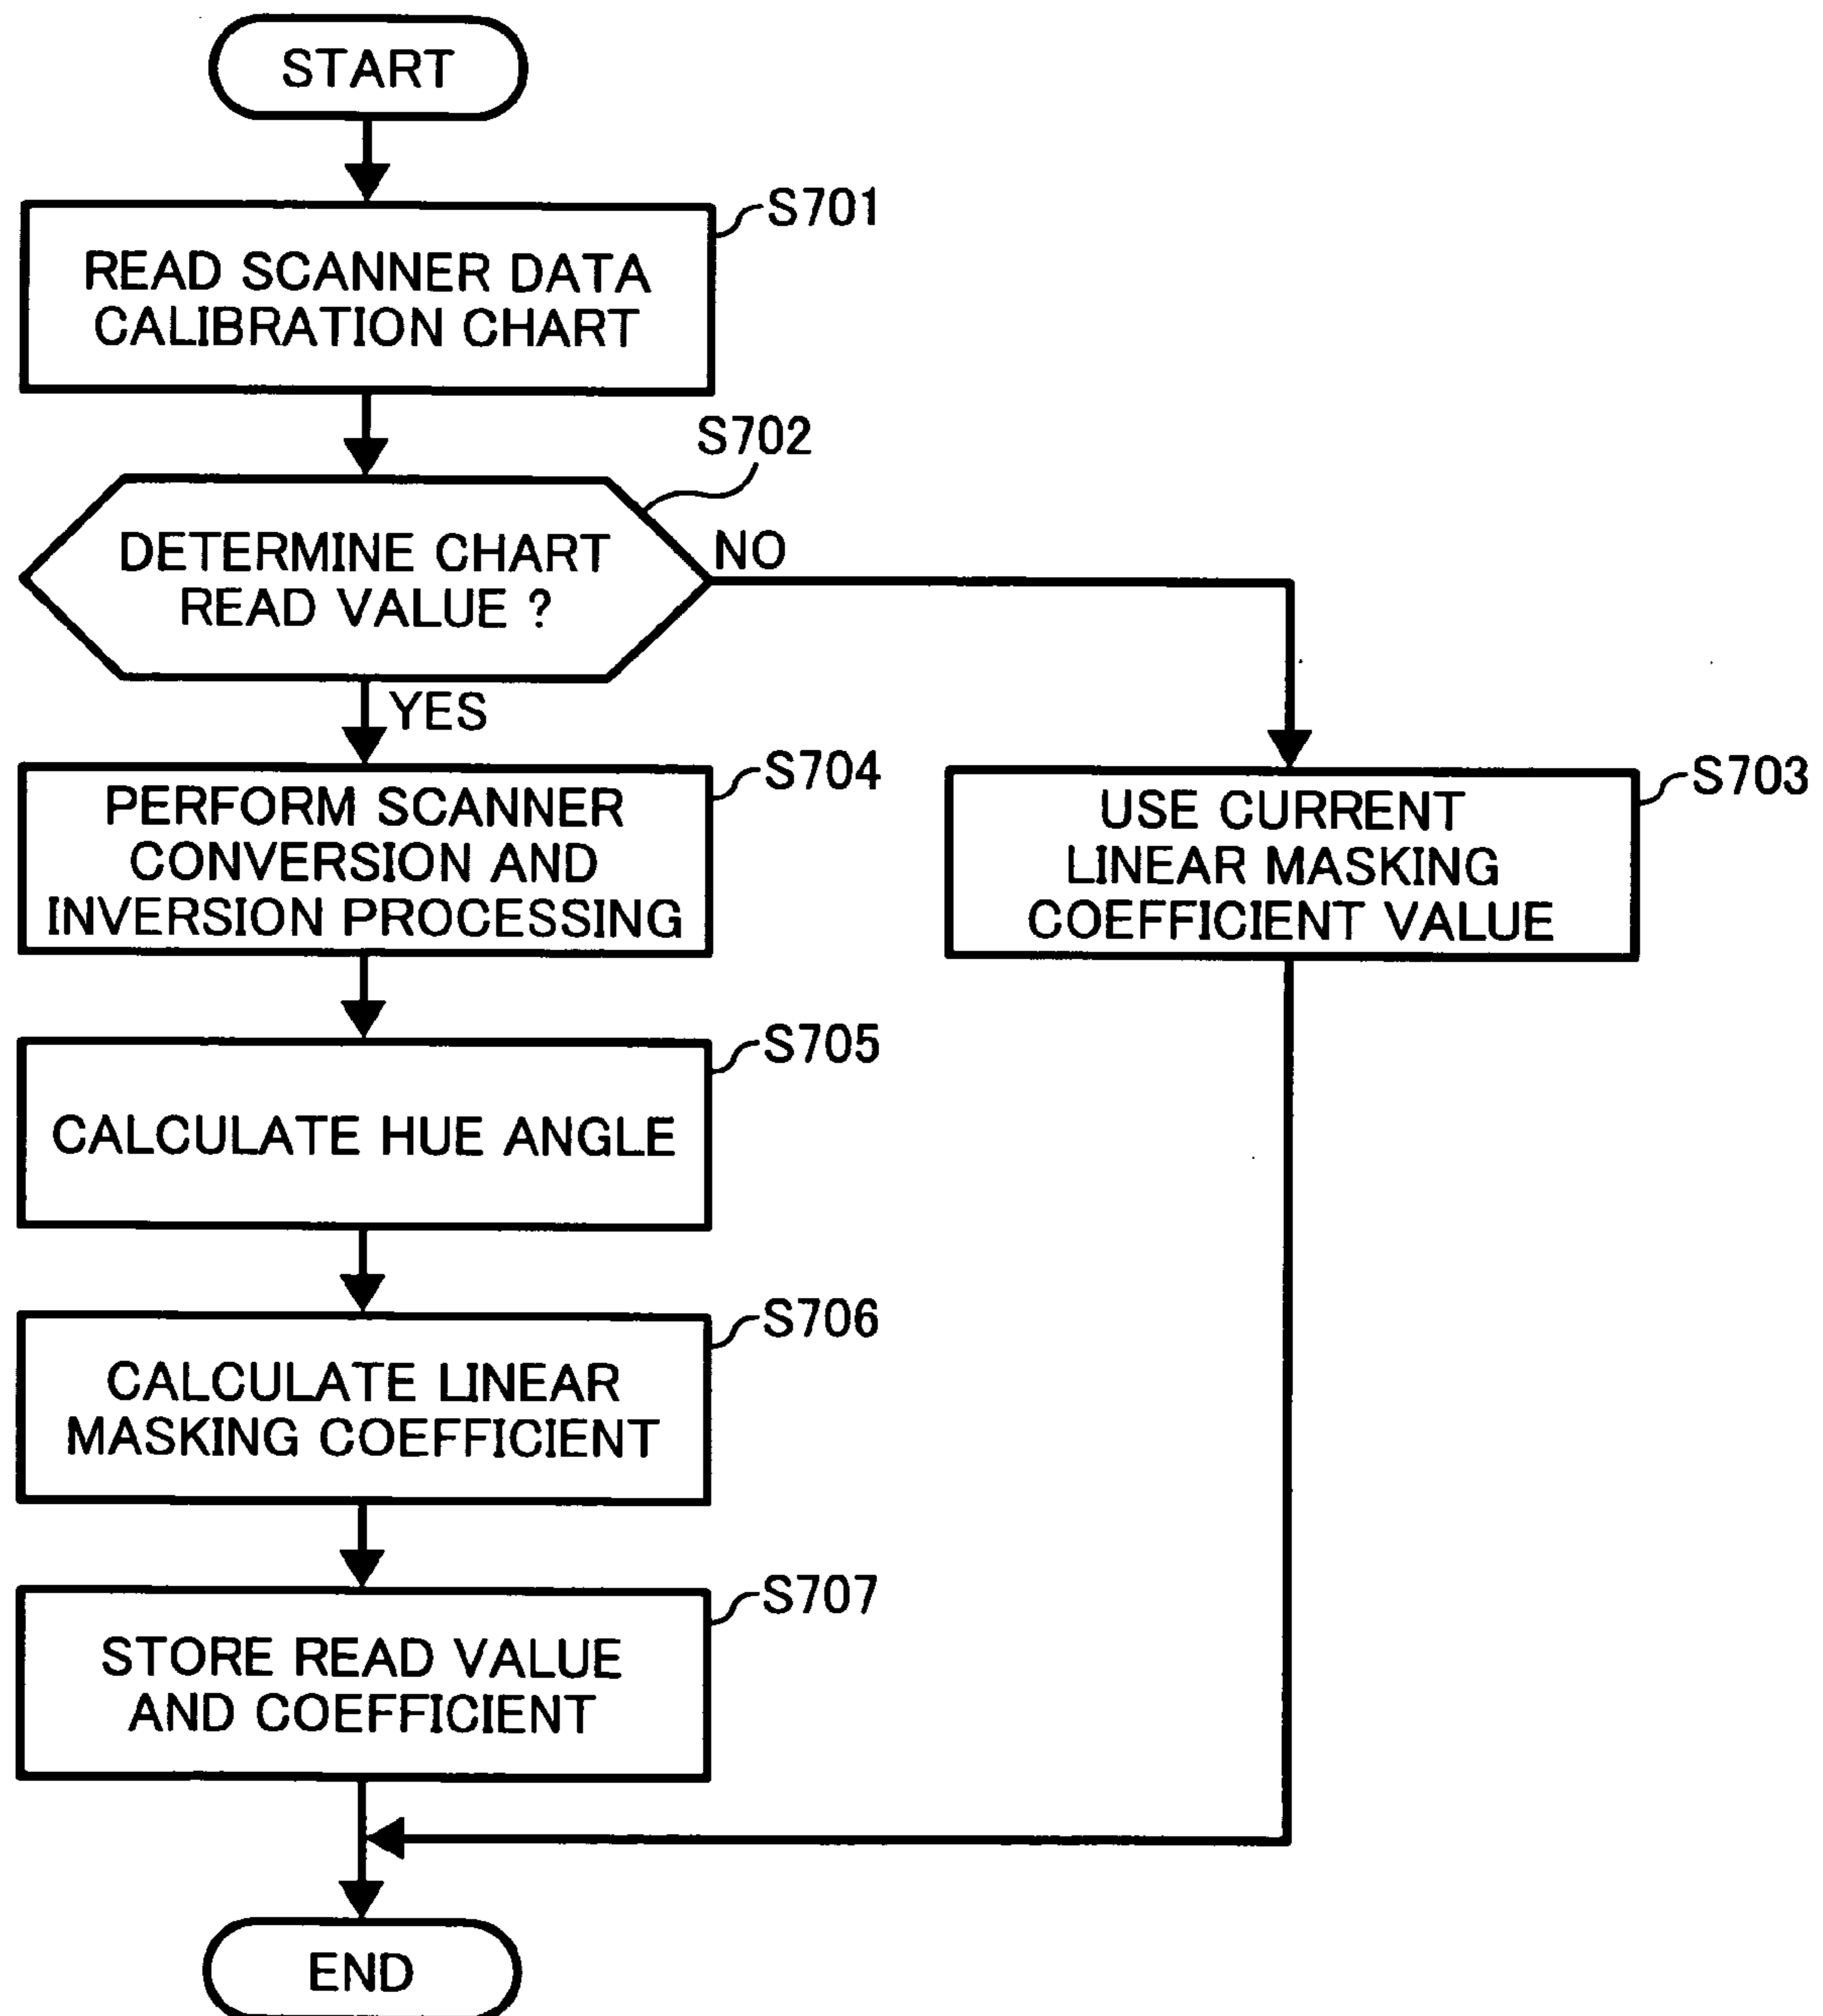 START
S701
READ SCANNER DATA
CALIBRATION CHART
S702
DETERMINE CHART
READ VALUE ?
NO
YES
S704
PERFORM SCANNER
CONVERSION AND
INVERSION PROCESSING
S703
USE CURRENT
LINEAR MASKING
COEFFICIENT VALUE
S705
CALCULATE HUE ANGLE
S706
CALCULATE LINEAR
MASKING COEFFICIENT
S707
STORE READ VALUE
AND COEFFICIENT
END